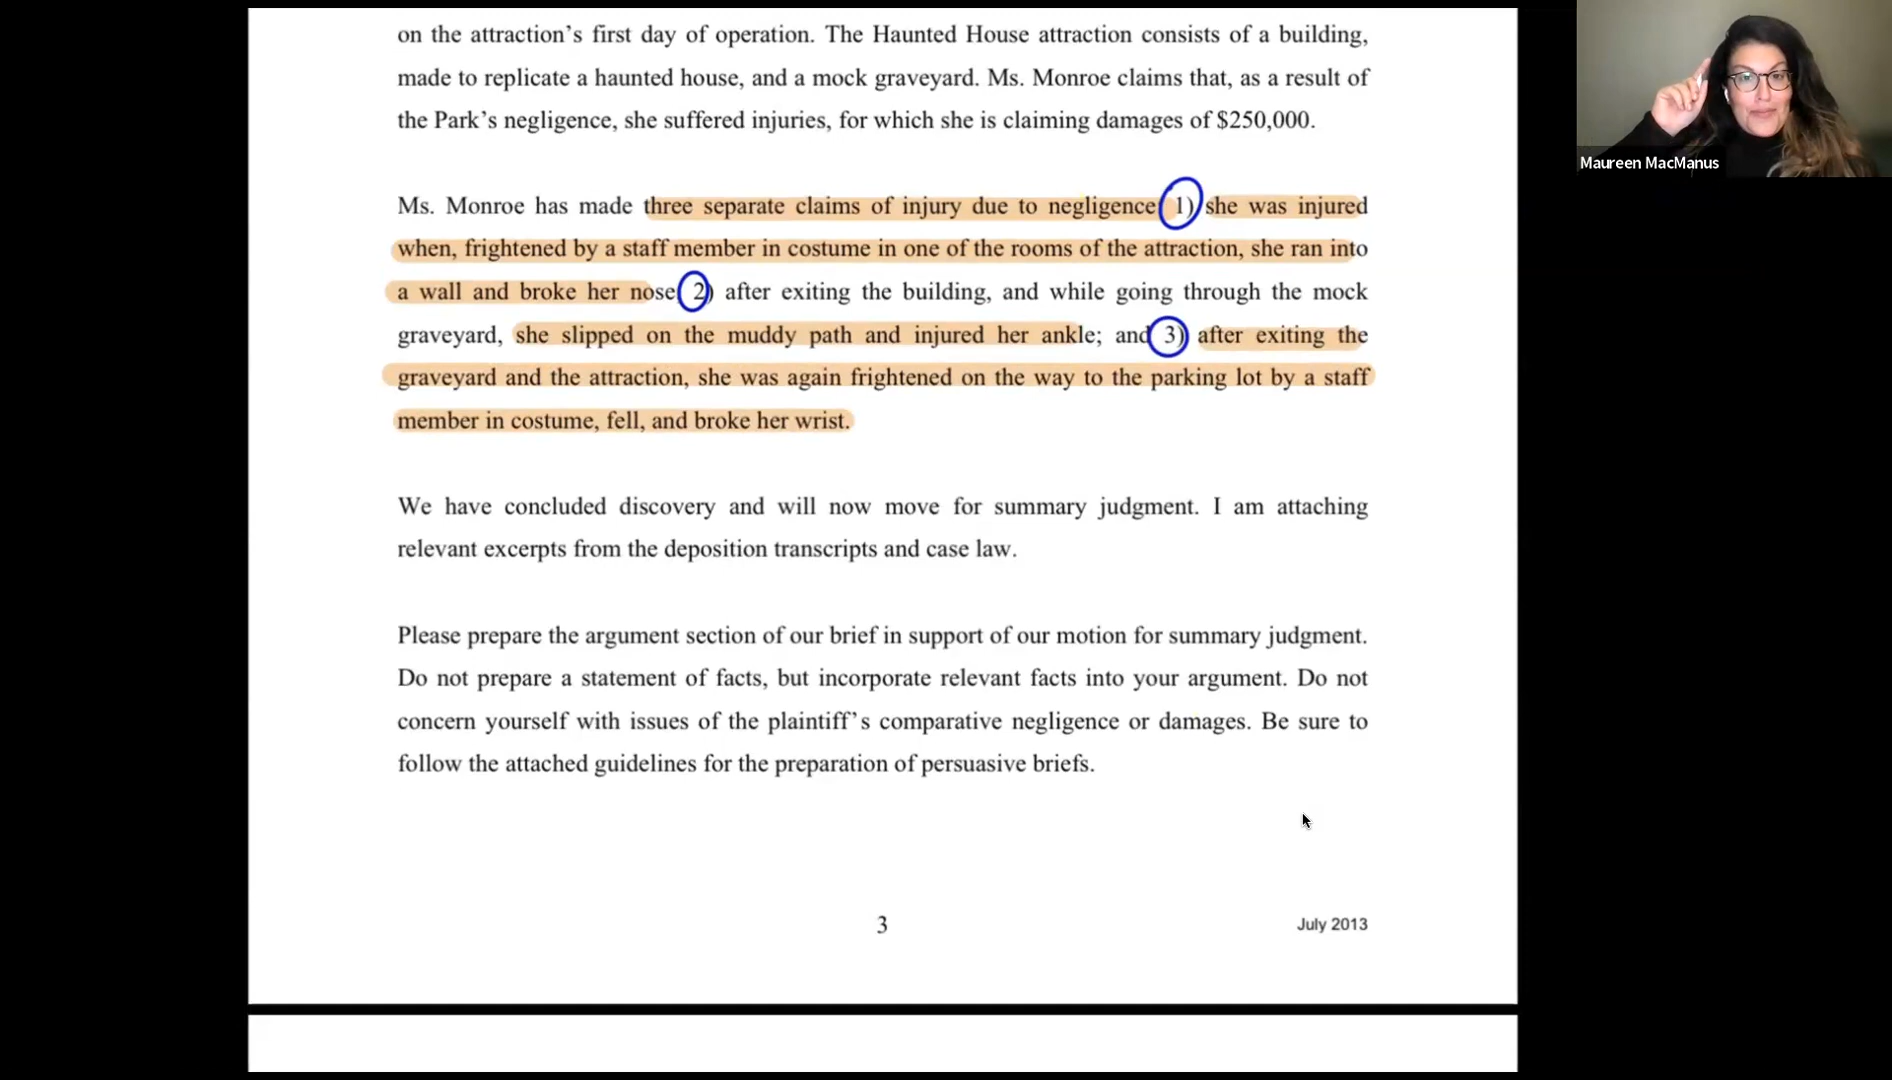 on the attraction’s first day of operation. The Haunted House attraction consists of a building,
made to replicate a haunted house, and a mock graveyard. Ms. Monroe claims that, as a result of
the Park’s negligence, she suffered injuries, for which she is claiming damages of $250,000.
Maureen MacManus
Ms. Monroe has made three separate claims of injury due to negligence: 1) she was injured
when, frightened by a staff member in costume in one of the rooms of the attraction, she ran into
a wall and broke her nose; 2) after exiting the building, and while going through the mock
graveyard, she slipped on the muddy path and injured her ankle; and 3) after exiting the
graveyard and the attraction, she was again frightened on the way to the parking lot by a staff
member in costume, fell, and broke her wrist.
We have concluded discovery and will now move for summary judgment. I am attaching
relevant excerpts from the deposition transcripts and case law.
Please prepare the argument section of our brief in support of our motion for summary judgment.
Do not prepare a statement of facts, but incorporate relevant facts into your argument. Do not
concern yourself with issues of the plaintiff’s comparative negligence or damages. Be sure to
follow the attached guidelines for the preparation of persuasive briefs.
3
July 2013